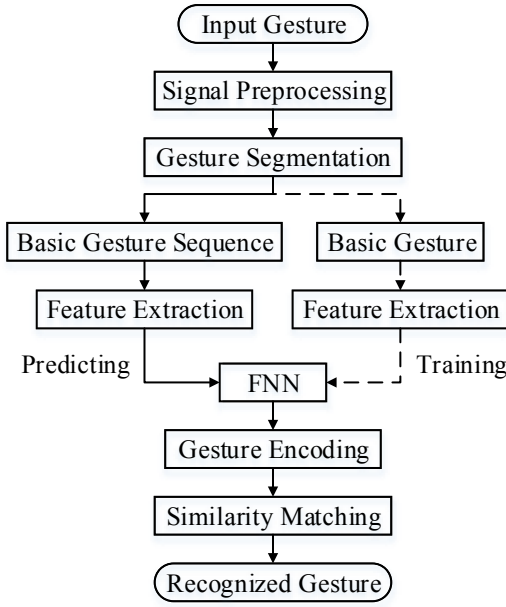 Input Gesture
Signal Preprocessing
Gesture Segmentation
Basic Gesture Sequence
Basic Gesture
Feature Extraction
Feature Extraction
Predicting
Training
FNN
Gesture Encoding
Similarity Matching
Recognized Gesture